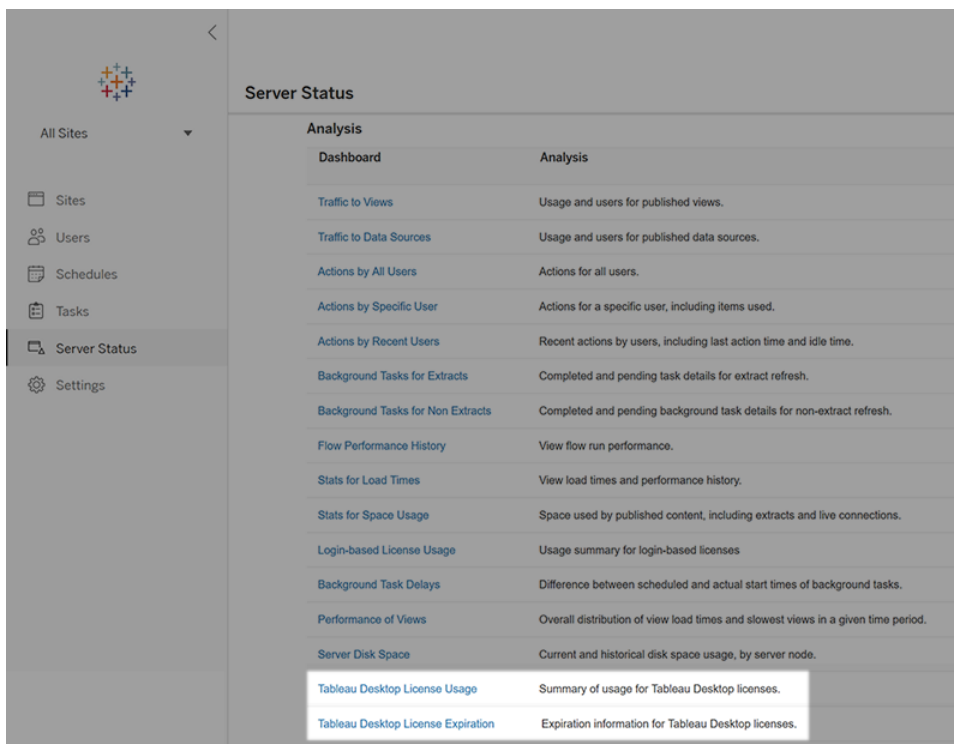 Server Status
All Sites
Sites
Users
Schedules
Tasks
Server Status
Settings
Analysis
Dashboard Analysis
Traffic to Views Usage and users for published views.
Traffic to Data Sources Usage and users for published data sources.
Actions by All Users Actions for all users.
Actions by Specific User Actions for a specific user, including items used.
Actions by Recent Users Recent actions by users, including last action time and idle time.
Background Tasks for Extracts Completed and pending task details for extract refresh.
Background Tasks for Non Extracts Completed and pending background task details for non-extract refresh.
Flow Performance History View flow run performance.
Stats for Load Times View load times and performance history.
Stats for Space Usage Space used by published content, including extracts and live connections.
Login-based License Usage Usage summary for login-based licenses
Background Task Delays Difference between scheduled and actual start times of background tasks.
Performance of Views Overall distribution of view load times and slowest views in a given time period.
Server Disk Space Current and historical disk space usage, by server node.
Tableau Desktop License Usage Summary of usage for Tableau Desktop licenses.
Tableau Desktop License Expiration Expiration information for Tableau Desktop licenses.